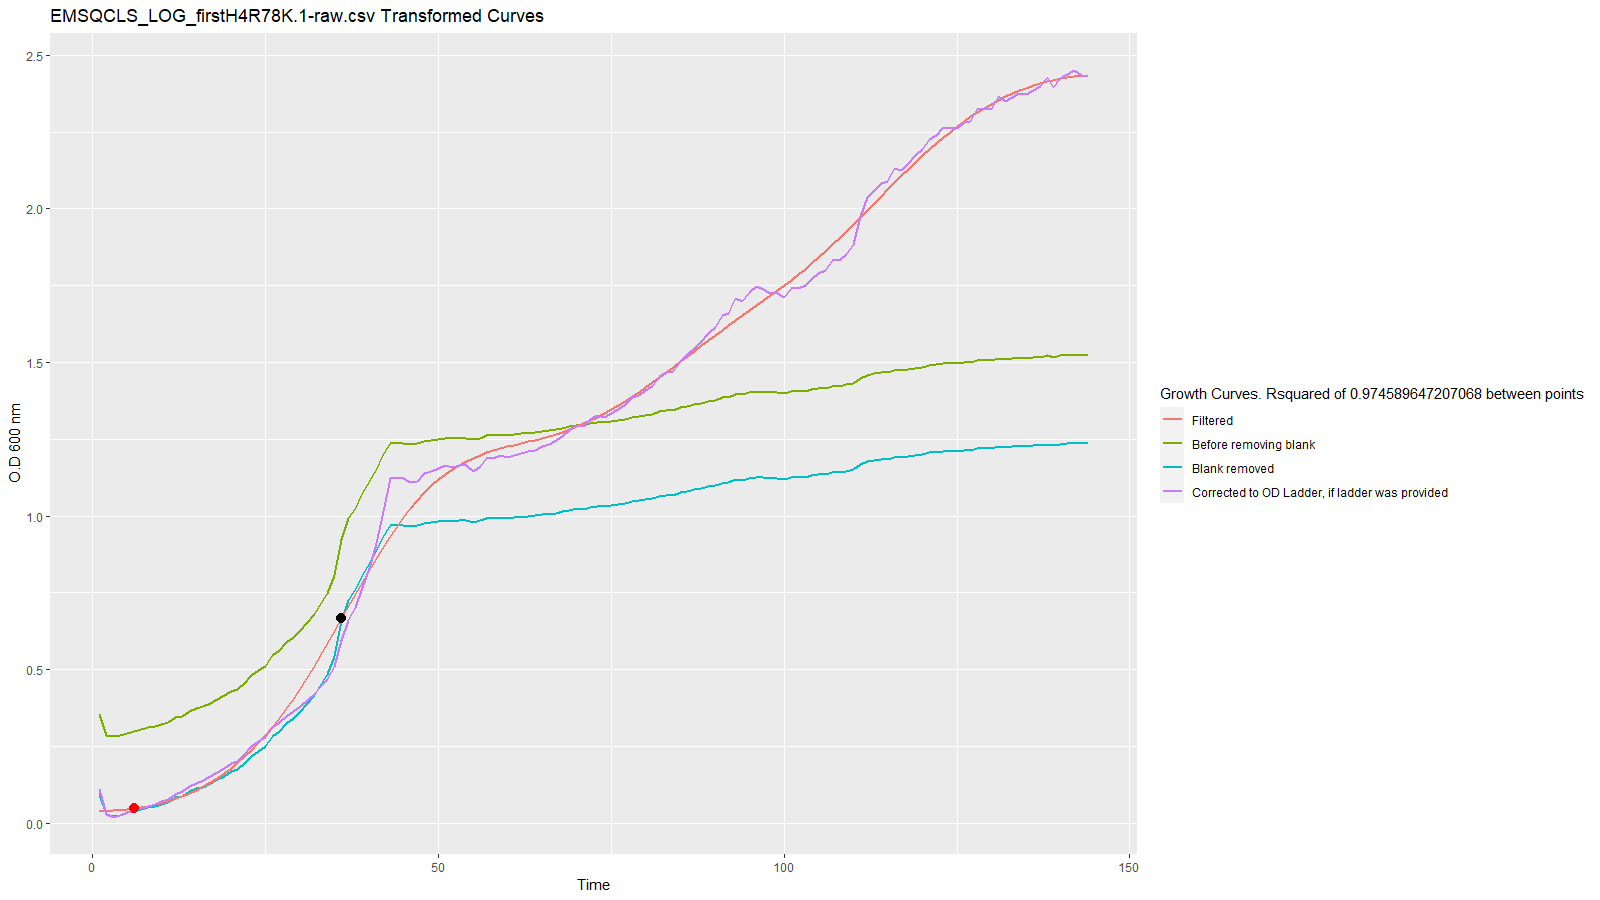 EMSQCLS_LOG_firstH4R78K.1-raw.csv Transformed Curves
2.5
2.0
1.5
1.0
0.5
0.0
O.D 600 nm
0
50
100
150
Time
Growth Curves. Rsquared of 0.974589647207068 between points
Filtered
Before removing blank
Blank removed
Corrected to OD Ladder, if ladder was provided